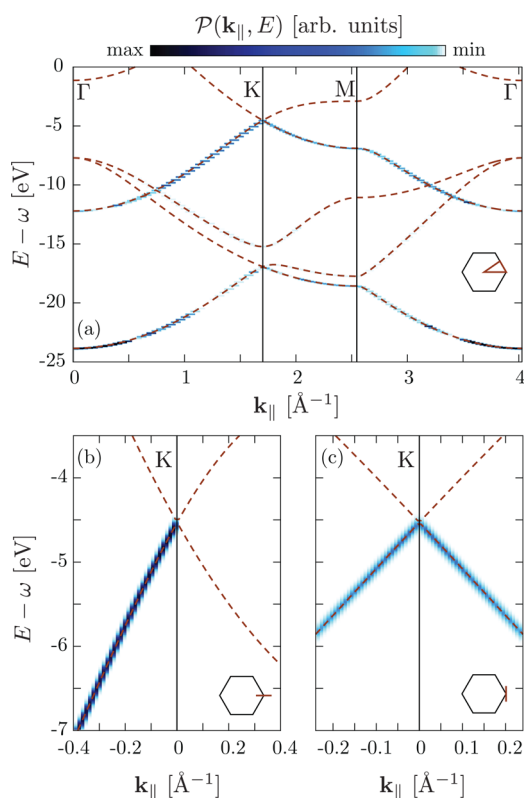 𝒫(k∥, E) [arb. units]
max min
0
-5
-10
-15
-20
-25
E − ω [eV]
Γ K M Γ
(a)
0 1 2 3 4
k∥ [Å⁻¹]
(b) K
-4
-5
-6
-7
E − ω [eV]
-0.4 -0.2 0 0.2 0.4
k∥ [Å⁻¹]
(c) K
-0.2 -0.1 0 0.1 0.2
k∥ [Å⁻¹]